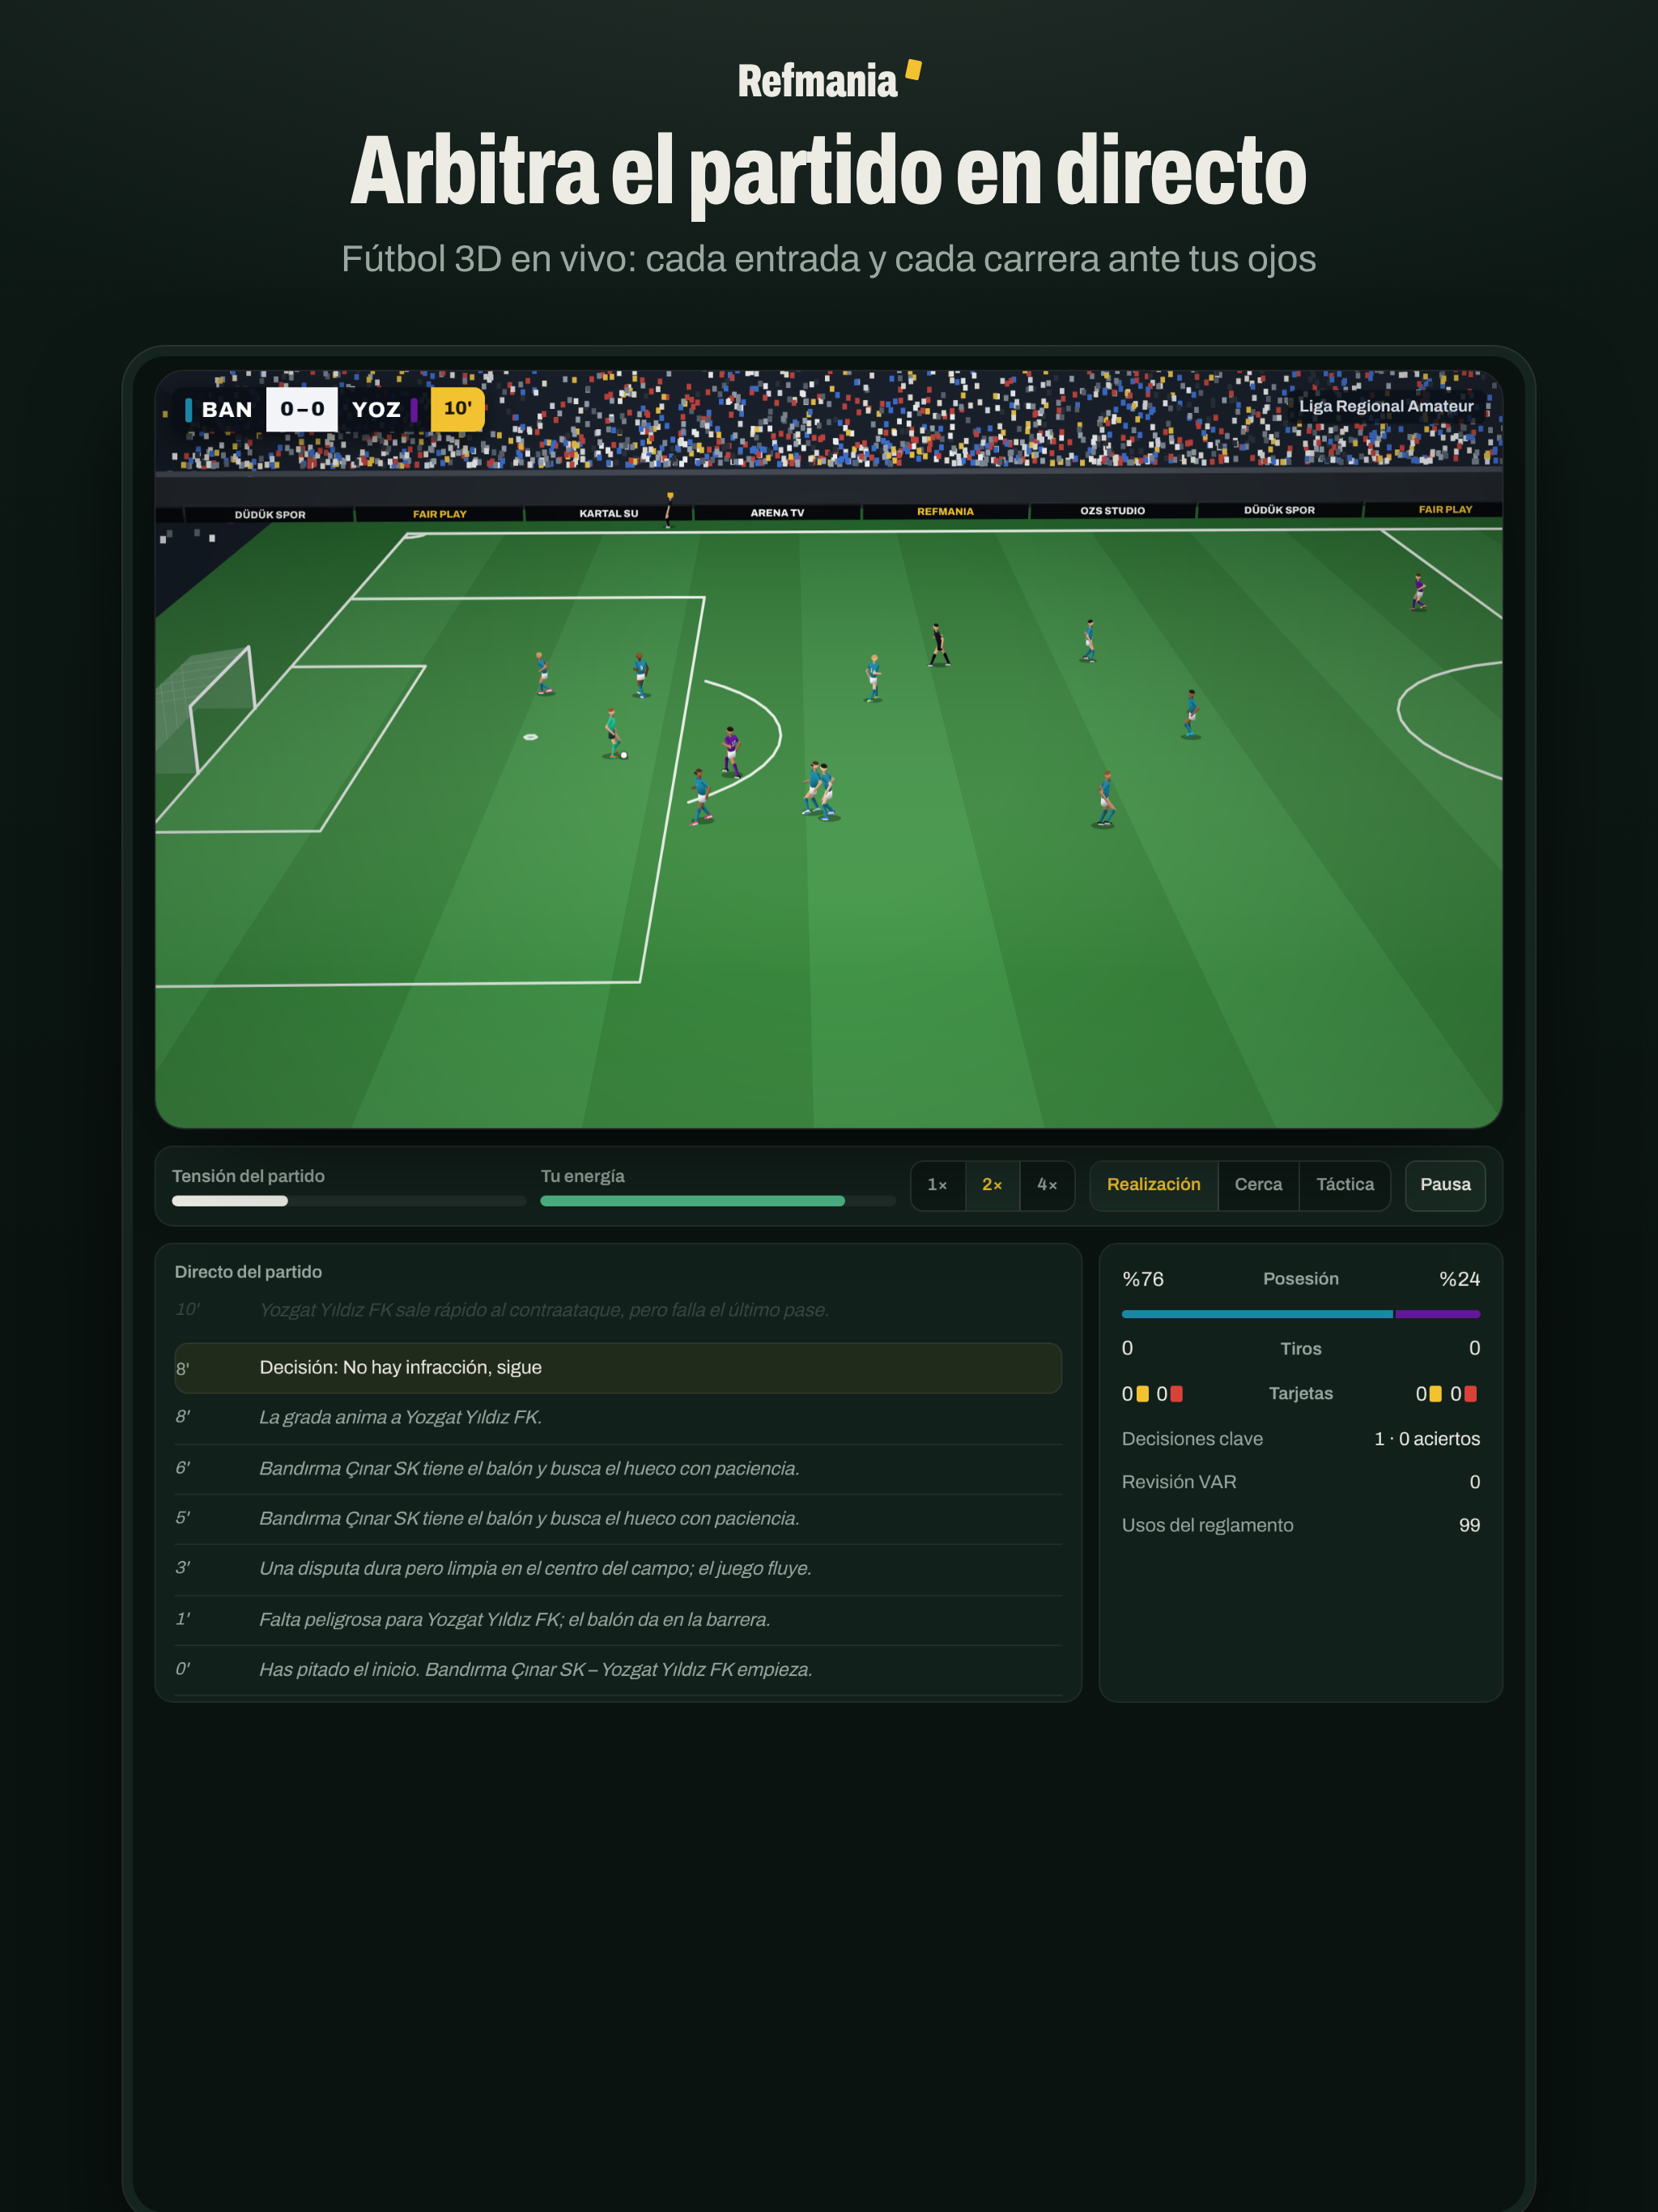 Refmania
Arbitra el partido en directo
Fútbol 3D en vivo: cada entrada y cada carrera ante tus ojos
BAN 0–0 YOZ 10'
Liga Regional Amateur
DÜDÜK SPOR FAIR PLAY KARTAL SU ARENA TV REFMANIA OZS STUDIO DÜDÜK SPOR FAIR PLAY
Tensión del partido
Tu energía
1× 2× 4×
Realización Cerca Táctica
Pausa
Directo del partido
10' Yozgat Yıldız FK sale rápido al contraataque, pero falla el último pase.
8' Decisión: No hay infracción, sigue
8' La grada anima a Yozgat Yıldız FK.
6' Bandırma Çınar SK tiene el balón y busca el hueco con paciencia.
5' Bandırma Çınar SK tiene el balón y busca el hueco con paciencia.
3' Una disputa dura pero limpia en el centro del campo; el juego fluye.
1' Falta peligrosa para Yozgat Yıldız FK; el balón da en la barrera.
0' Has pitado el inicio. Bandırma Çınar SK – Yozgat Yıldız FK empieza.
%76 Posesión %24
0 Tiros 0
0 0 Tarjetas 0 0
Decisiones clave 1 · 0 aciertos
Revisión VAR 0
Usos del reglamento 99